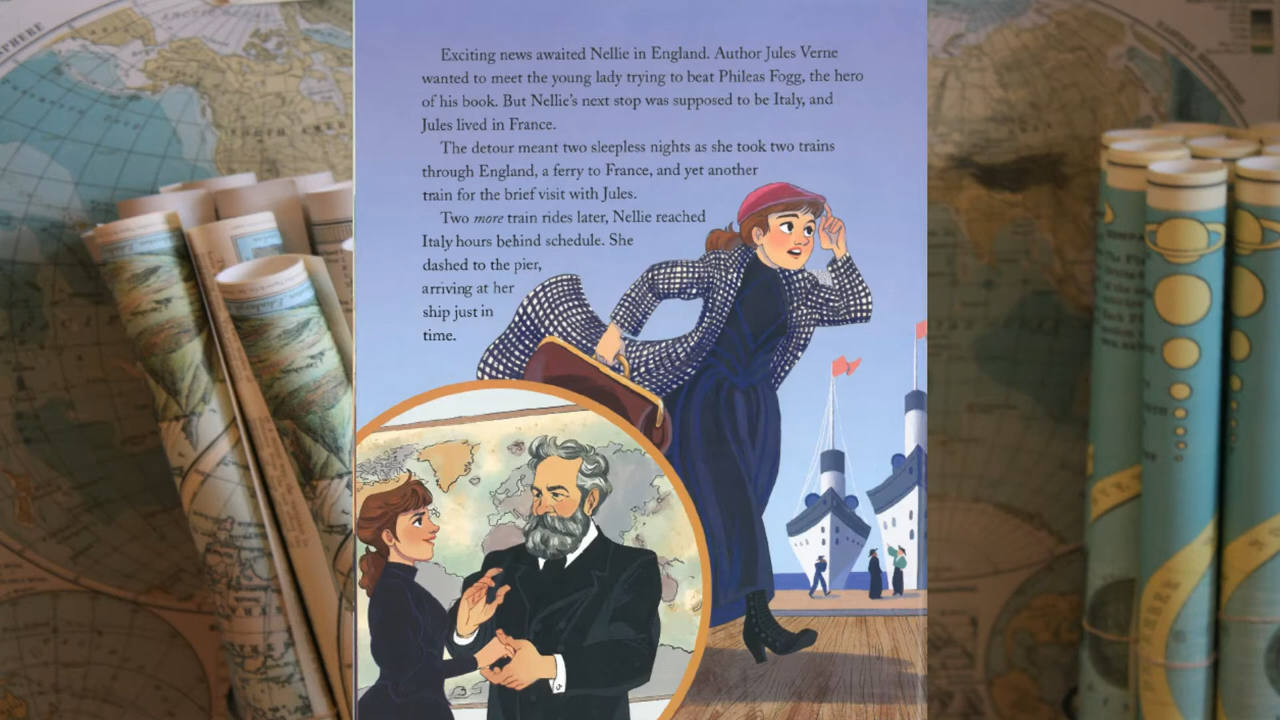 Exciting news awaited Nellie in England. Author Jules Verne
wanted to meet the young lady trying to beat Phileas Fogg, the hero
of his book. But Nellie's next stop was supposed to be Italy, and
Jules lived in France.
The detour meant two sleepless nights as she took two trains
through England, a ferry to France, and yet another
train for the brief visit with Jules.
Two more train rides later, Nellie reached
Italy hours behind schedule. She
dashed to the pier,
arriving at her
ship just in
time.